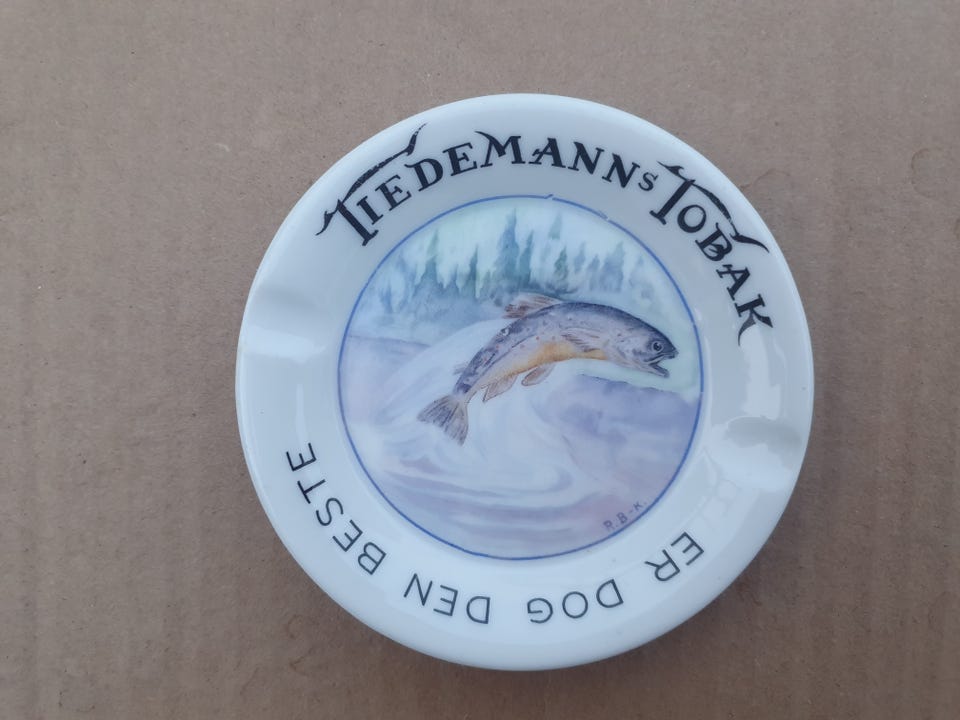 TIEDEMANNS TOBAK
ER DOG DEN BESTE
R.B-K.